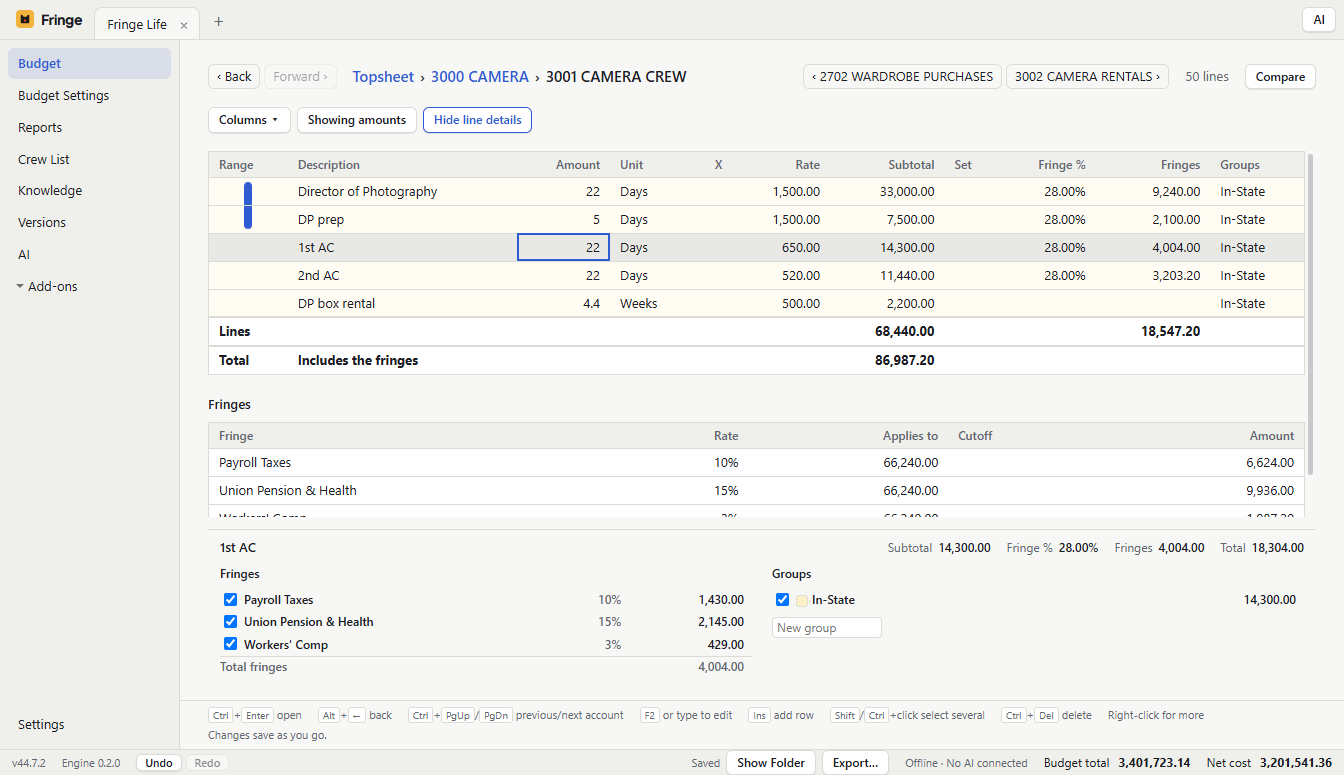 Fringe
Fringe Life ×
+
AI
Budget
Budget Settings
Reports
Crew List
Knowledge
Versions
AI
Add-ons
Settings
‹ Back Forward › Topsheet › 3000 CAMERA › 3001 CAMERA CREW ‹ 2702 WARDROBE PURCHASES 3002 CAMERA RENTALS › 50 lines Compare
Columns Showing amounts Hide line details
Range Description Amount Unit X Rate Subtotal Set Fringe % Fringes Groups
Director of Photography 22 Days 1,500.00 33,000.00 28.00% 9,240.00 In-State
DP prep 5 Days 1,500.00 7,500.00 28.00% 2,100.00 In-State
1st AC 22 Days 650.00 14,300.00 28.00% 4,004.00 In-State
2nd AC 22 Days 520.00 11,440.00 28.00% 3,203.20 In-State
DP box rental 4.4 Weeks 500.00 2,200.00 In-State
Lines 68,440.00 18,547.20
Total Includes the fringes 86,987.20
Fringes
Fringe Rate Applies to Cutoff Amount
Payroll Taxes 10% 66,240.00 6,624.00
Union Pension & Health 15% 66,240.00 9,936.00
Workers' Comp 3% 66,240.00 1,987.20
1st AC Subtotal 14,300.00 Fringe % 28.00% Fringes 4,004.00 Total 18,304.00
Fringes Groups
Payroll Taxes 10% 1,430.00 In-State 14,300.00
Union Pension & Health 15% 2,145.00 New group
Workers' Comp 3% 429.00
Total fringes 4,004.00
Ctrl + Enter open Alt + ← back Ctrl + PgUp / PgDn previous/next account F2 or type to edit Ins add row Shift / Ctrl +click select several Ctrl + Del delete Right-click for more
Changes save as you go.
v44.7.2 Engine 0.2.0 Undo Redo Saved Show Folder Export... Offline · No AI connected Budget total 3,401,723.14 Net cost 3,201,541.36